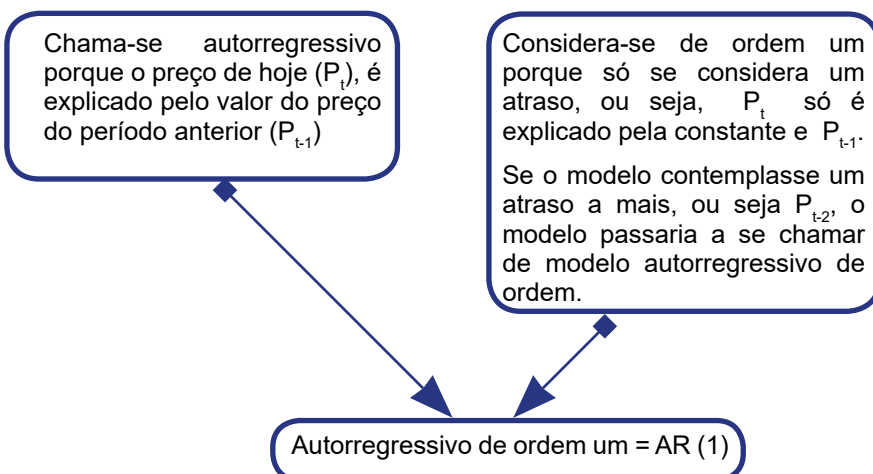 Chama-se autorregressivo
porque o preço de hoje (Pt), é
explicado pelo valor do preço
do período anterior (Pt-1)
Considera-se de ordem um
porque só se considera um
atraso, ou seja, Pt só é
explicado pela constante e Pt-1.
Se o modelo contemplasse um
atraso a mais, ou seja Pt-2, o
modelo passaria a se chamar
de modelo autorregressivo de
ordem.
Autorregressivo de ordem um = AR (1)